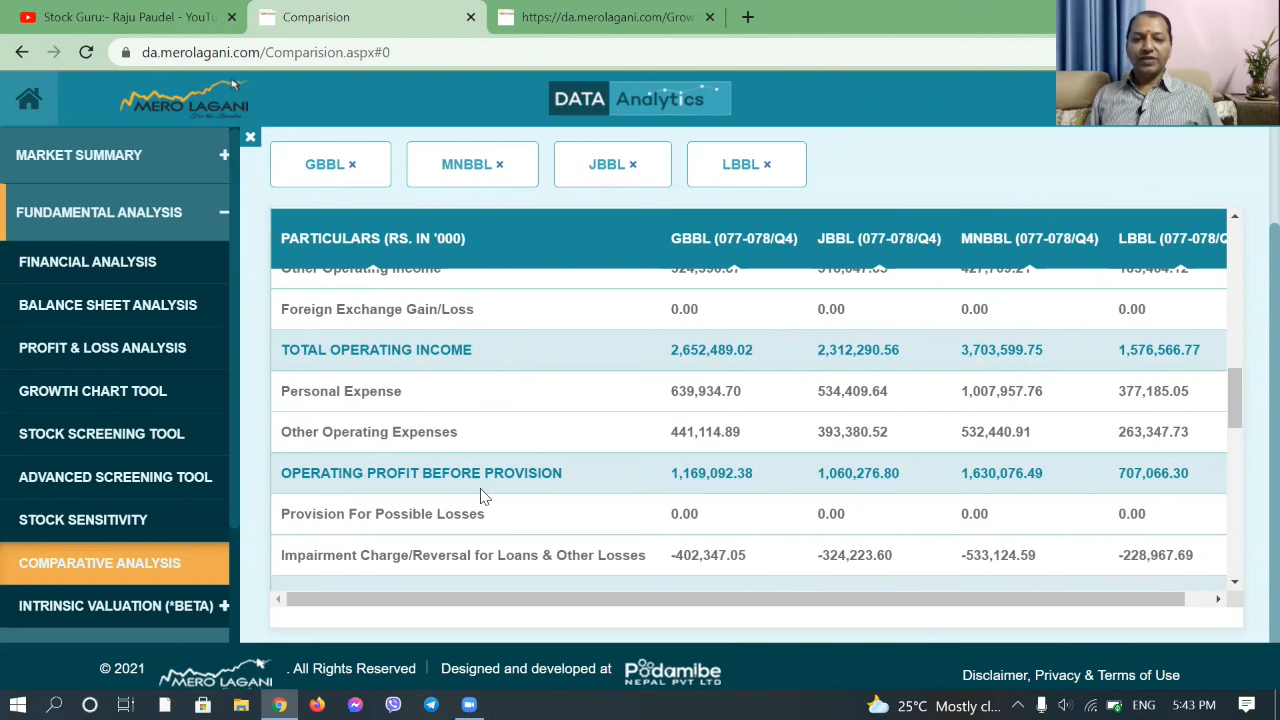 Stock Guru:- Raju Paudel - YouT
Comparision
https://da.merolagani.com/Grow
da.merolagani.com/Comparision.aspx#0
MERO LAGANI
DATA Analytics
MARKET SUMMARY
FUNDAMENTAL ANALYSIS
FINANCIAL ANALYSIS
BALANCE SHEET ANALYSIS
PROFIT & LOSS ANALYSIS
GROWTH CHART TOOL
STOCK SCREENING TOOL
ADVANCED SCREENING TOOL
STOCK SENSITIVITY
COMPARATIVE ANALYSIS
INTRINSIC VALUATION (*BETA)
GBBL × MNBBL × JBBL × LBBL ×
PARTICULARS (RS. IN '000) GBBL (077-078/Q4) JBBL (077-078/Q4) MNBBL (077-078/Q4) LBBL (077-078/Q
Other Operating Income
Foreign Exchange Gain/Loss 0.00 0.00 0.00 0.00
TOTAL OPERATING INCOME 2,652,489.02 2,312,290.56 3,703,599.75 1,576,566.77
Personal Expense 639,934.70 534,409.64 1,007,957.76 377,185.05
Other Operating Expenses 441,114.89 393,380.52 532,440.91 263,347.73
OPERATING PROFIT BEFORE PROVISION 1,169,092.38 1,060,276.80 1,630,076.49 707,066.30
Provision For Possible Losses 0.00 0.00 0.00 0.00
Impairment Charge/Reversal for Loans & Other Losses -402,347.05 -324,223.60 -533,124.59 -228,967.69
© 2021 MERO LAGANI . All Rights Reserved | Designed and developed at Podamibe NEPAL PVT LTD
Disclaimer, Privacy & Terms of Use
25°C Mostly cl... 5:43 PM